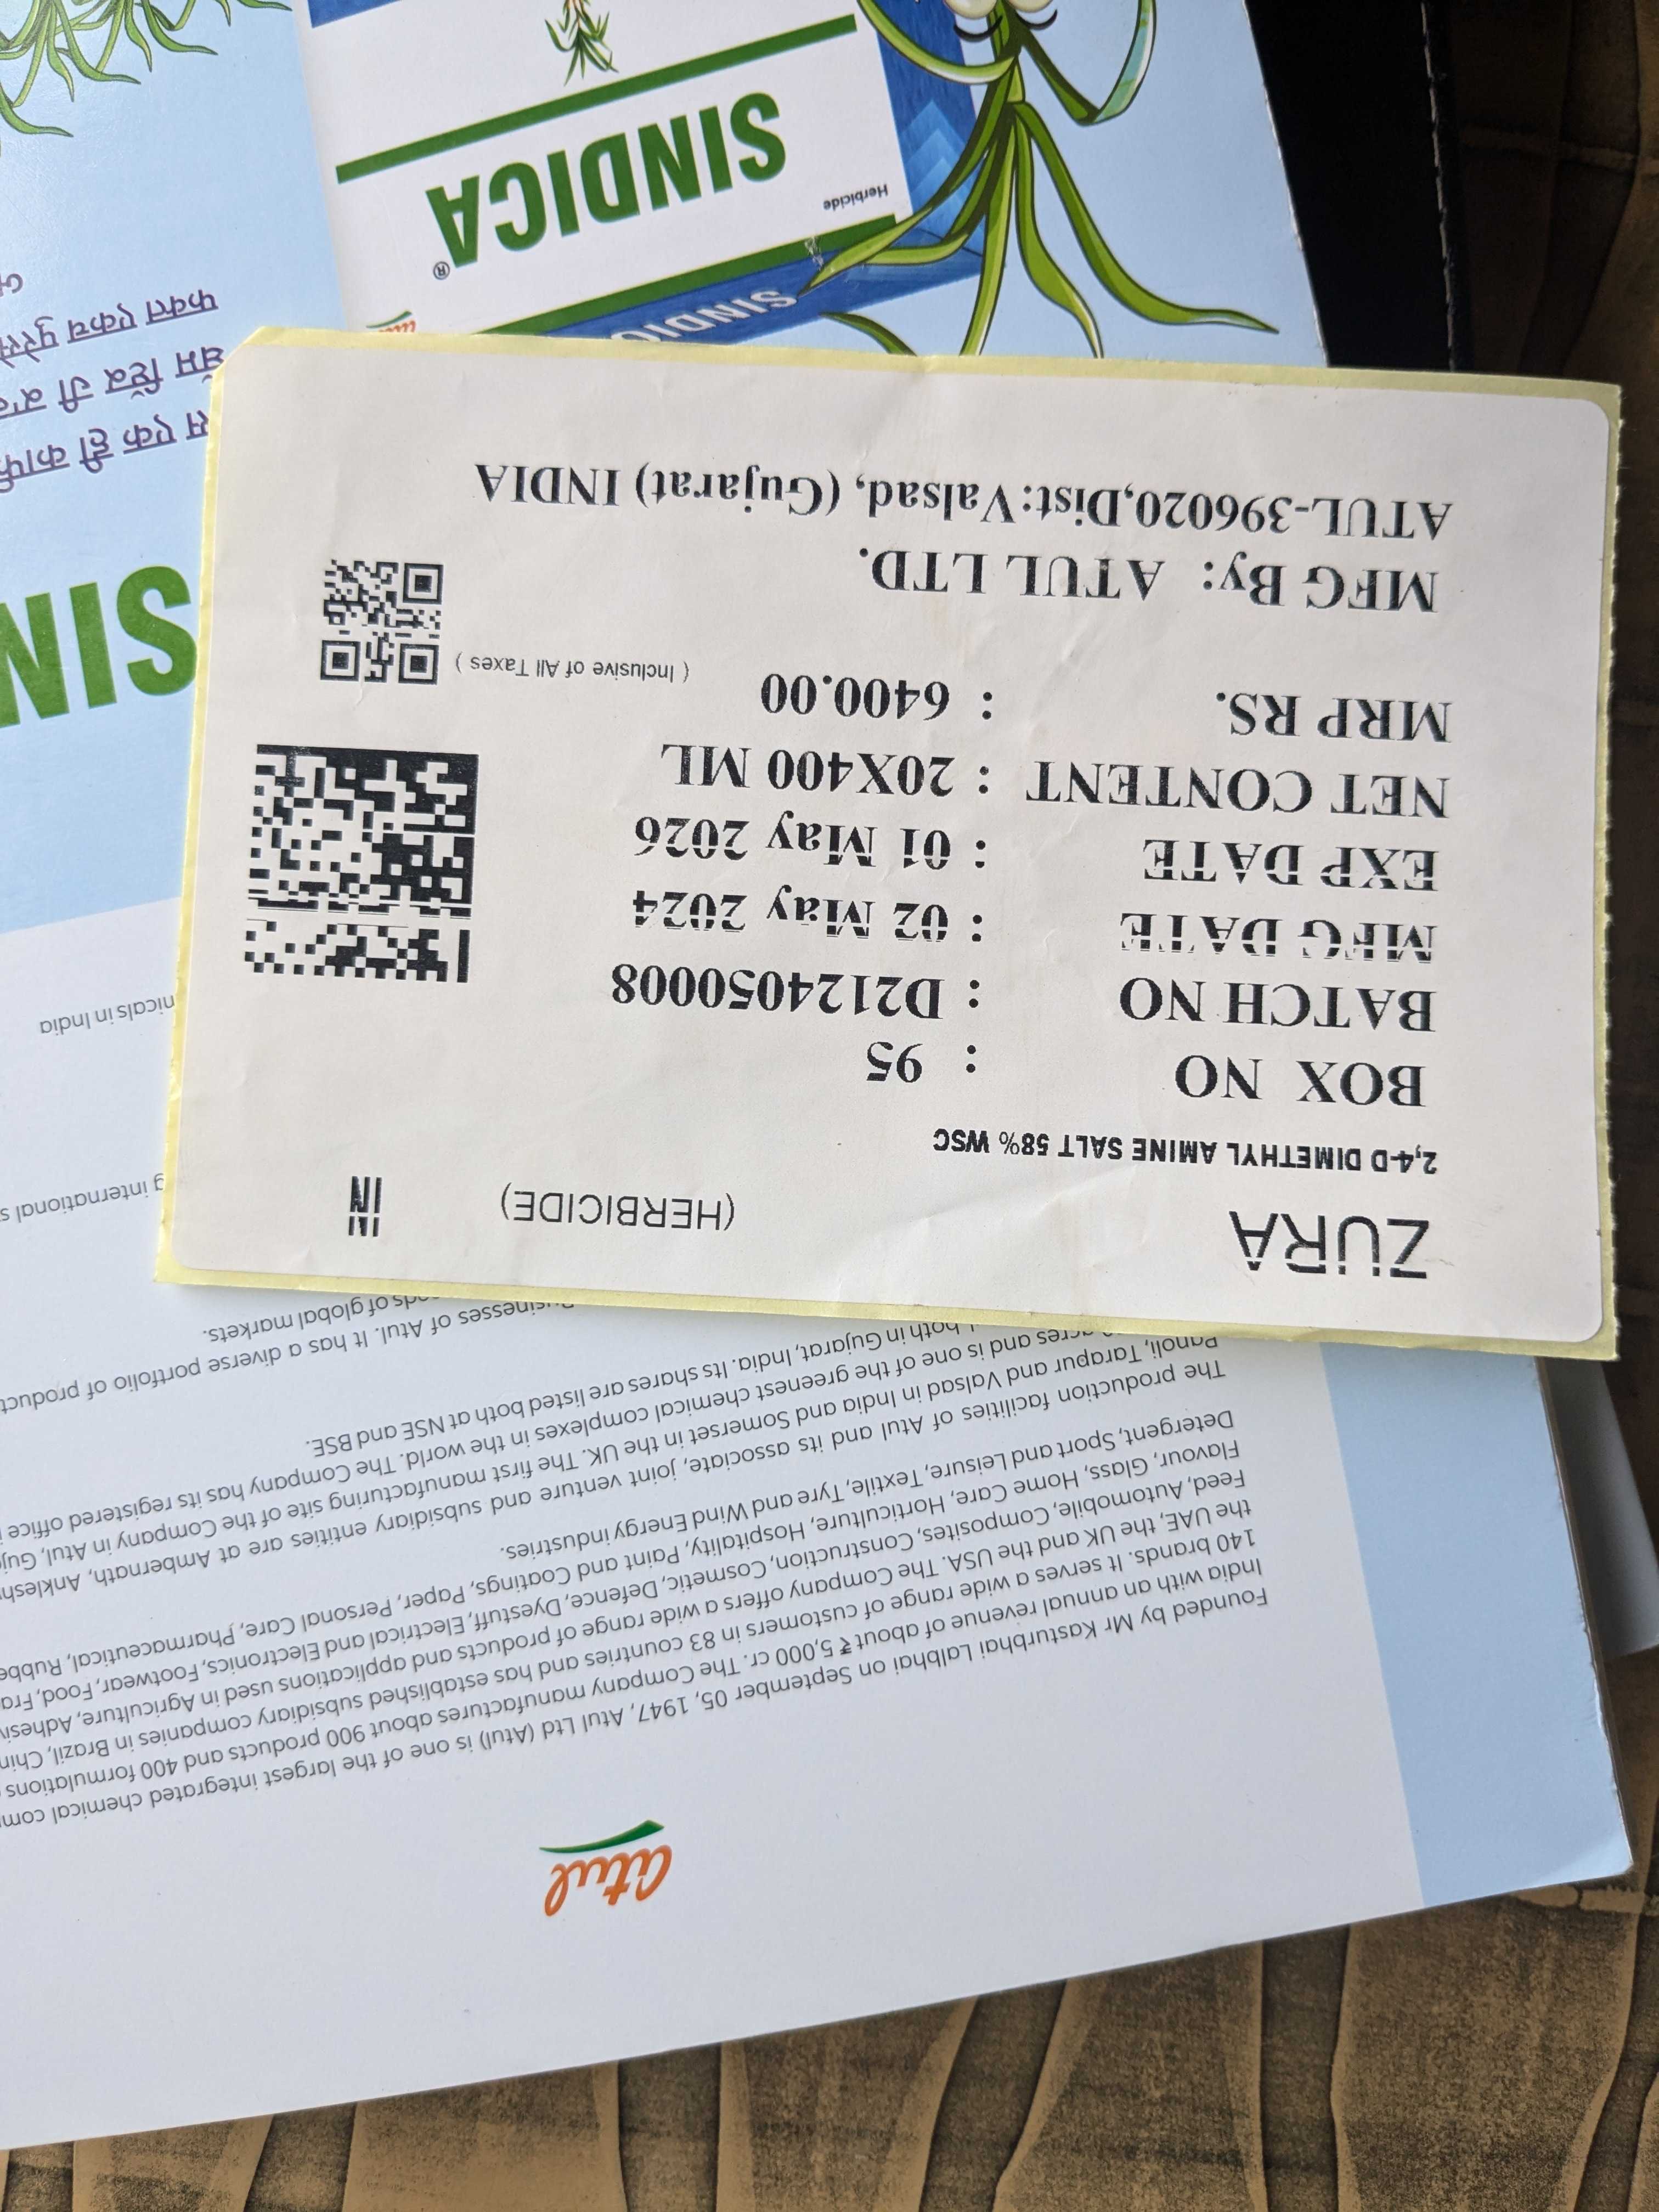 atul
Founded by Mr Kasturbhai Lalbhai on September 05, 1947, Atul Ltd (Atul) is one of the largest integrated chemical
India with an annual revenue of about ₹ 5,000 cr. The Company manufactures about 900 products and 400 formulations
140 brands. It serves a wide range of customers in 83 countries and has established subsidiary companies in Brazil,
the UAE, the UK and the USA. The Company offers a wide range of products and applications used in Agriculture,
Feed, Automobile, Composites, Construction, Cosmetic, Defence, Dyestuff, Electrical and Electronics, Footwear, Food,
Flavour, Glass, Home Care, Horticulture, Hospitality, Paint and Coatings, Paper, Personal Care, Pharmaceutical,
Detergent, Sport and Leisure, Textile, Tyre and Wind Energy industries.
The production facilities of Atul and its associate, joint venture and subsidiary entities are at Ambernath,
Panoli, Tarapur and Valsad in India and Somerset in the UK. The first manufacturing site of the Company in Atul,
acres and is one of the greenest chemical complexes in the world. The Company has its registered office
both in Gujarat, India. Its shares are listed both at NSE and BSE.
of Atul. It has a diverse portfolio of
of global markets.
ZURA (HERBICIDE) IN
2,4-D DIMETHYL AMINE SALT 58% WSC
BOX NO : 95
BATCH NO : D2124050008
MFG DATE : 02 May 2024
EXP DATE : 01 May 2026
NET CONTENT : 20X400 ML
MRP RS. : 6400.00
( Inclusive of All Taxes )
MFG By: ATUL LTD.
ATUL-396020,Dist:Valsad, (Gujarat) INDIA
international
in India
SIN
एक ही
फक्त एकच
SINDIC
Herbicide
SINDICA®